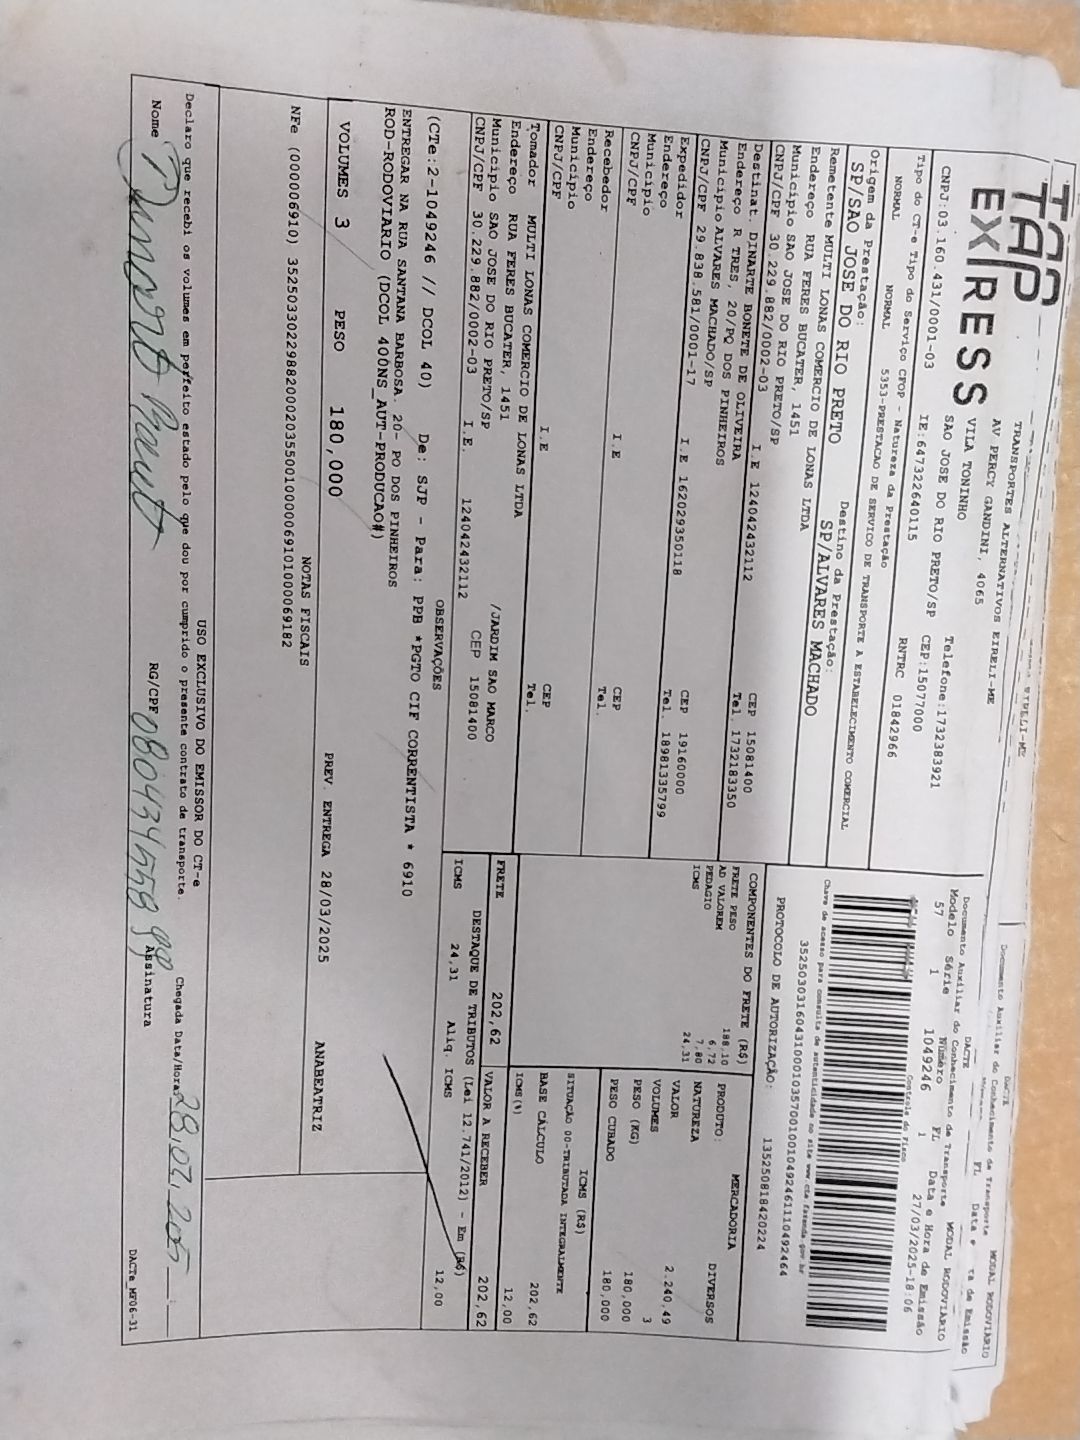 TAP
EXPRESS
TRANSPORTES ALTERNATIVOS EIRELI-ME
AV PERCY GANDINI, 4065
VILA TONINHO
SAO JOSE DO RIO PRETO/SP
Telefone:1732383921
CNPJ:03.160.431/0001-03 IE:647322640115 CEP:15077000
RNTRC 01842966
DACTE
Documento Auxiliar do Conhecimento de Transporte MODAL RODOVIÁRIO
Modelo Série Número FL Data e Hora de Emissão
57 1 1049246 1 27/03/2025-18:06
Controle do Fisco
Chave de acesso para consulta de autenticidade no site www.cte.fazenda.gov.br
35250303160431000103570010010492461110492464
PROTOCOLO DE AUTORIZAÇÃO: 135250818420224
Tipo do CT-e Tipo do Serviço CFOP - Natureza da Prestação
NORMAL NORMAL 5353-PRESTACAO DE SERVICO DE TRANSPORTE A ESTABELECIMENTO COMERCIAL
Origem da Prestação: Destino da Prestação:
SP/SAO JOSE DO RIO PRETO SP/ALVARES MACHADO
Remetente MULTI LONAS COMERCIO DE LONAS LTDA
Endereço RUA FERES BUCATER, 1451
Município SAO JOSE DO RIO PRETO/SP CEP 15081400
CNPJ/CPF 30.229.882/0002-03 I.E 124042432112 Tel. 1732183350
Destinat. DINARTE BONETE DE OLIVEIRA
Endereço R TRES, 20/PQ DOS PINHEIROS
Município ALVARES MACHADO/SP CEP 19160000
CNPJ/CPF 29.838.581/0001-17 I.E 162029350118 Tel. 18981335799
Expedidor
Endereço
Município CEP
CNPJ/CPF I.E Tel.
Recebedor
Endereço
Município CEP
CNPJ/CPF I.E Tel.
Tomador MULTI LONAS COMERCIO DE LONAS LTDA
Endereço RUA FERES BUCATER, 1451 /JARDIM SAO MARCO
Município SAO JOSE DO RIO PRETO/SP CEP 15081400
CNPJ/CPF 30.229.882/0002-03 I.E. 124042432112
COMPONENTES DO FRETE (R$)
FRETE PESO 188,10
AD VALOREM 6,72
PEDAGIO 7,80
ICMS 24,31
PRODUTO: MERCADORIA
NATUREZA DIVERSOS
VALOR 2.240,49
VOLUMES 3
PESO (KG) 180,000
PESO CUBADO 180,000
ICMS (R$)
SITUAÇÃO 00-TRIBUTADA INTEGRALMENTE
BASE CÁLCULO 202,62
ICMS(%) 12,00
FRETE 202,62 VALOR A RECEBER 202,62
DESTAQUE DE TRIBUTOS (Lei 12.741/2012) - Em (R$)
ICMS 24,31 Aliq. ICMS 12,00
OBSERVAÇÕES
(CTe:2-1049246 // DCOL 40) De: SJP - Para: PPB *PGTO CIF CORRENTISTA * 6910
ENTREGAR NA RUA SANTANA BARBOSA. 20- PO DOS PINHEIROS
ROD-RODOVIARIO (DCOL 400NS_AUT-PRODUCAO#)
VOLUMES 3 PESO 180,000 PREV. ENTREGA 28/03/2025 ANABEATRIZ
NOTAS FISCAIS
NFe (000006910) 35250330229882000203550010000069101000069182
USO EXCLUSIVO DO EMISSOR DO CT-e
Declaro que recebi os volumes em perfeito estado pelo que dou por cumprido o presente contrato de transporte.
Chegada Data/Hora
Nome RG/CPF Assinatura
DACTe_MF06-31